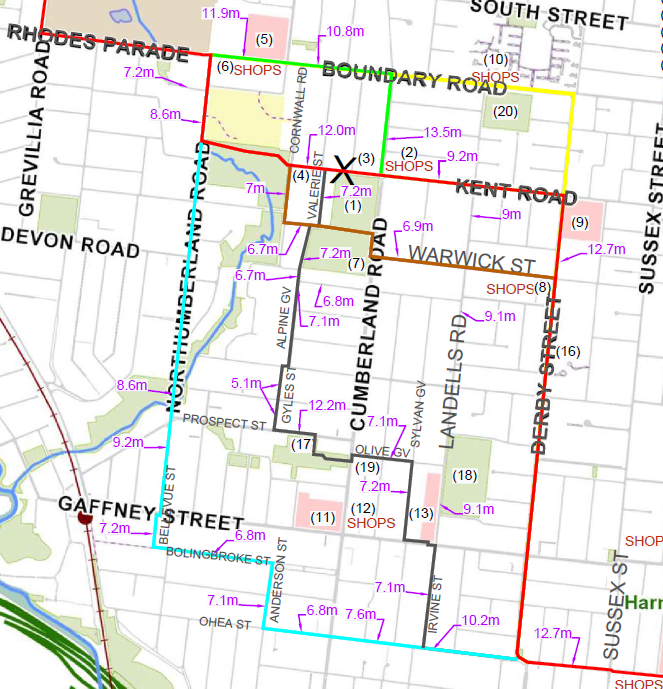 SOUTH STREET
11.9m
(5)
10.8m
RHODES PARADE
(6) SHOPS
7.2m
BOUNDARY ROAD
(10)
SHOPS
(20)
8.6m
CORNWALL RD
12.0m
13.5m
GREVILLIA ROAD
X (3)
(2)
SHOPS
9.2m
SUSSEX STREET
(4)
7m
VALERIE ST
7.2m
(1)
KENT ROAD
9m
(9)
DEVON ROAD
6.7m
7.2m
(7)
6.9m
WARWICK ST
12.7m
6.7m
6.8m
SHOPS (8)
7.1m
ALPINE GV
9.1m
NORTHUMBERLAND ROAD
CUMBERLAND ROAD
LANDELLS RD
DERBY STREET
(16)
8.6m
5.1m
GYLES ST
12.2m
SYLVAN GV
PROSPECT ST
7.1m
9.2m
(17)
OLIVE GV
(19)
7.2m
(18)
BELLEVUE ST
GAFFNEY STREET
(11)
(12)
SHOPS
(13)
9.1m
7.2m
6.8m
SHOP
BOLINGBROKE ST
ANDERSON ST
7.1m
IRVINE ST
SUSSEX ST
7.1m
6.8m
7.6m
Harr
OHEA ST
10.2m
12.7m
SHOPS